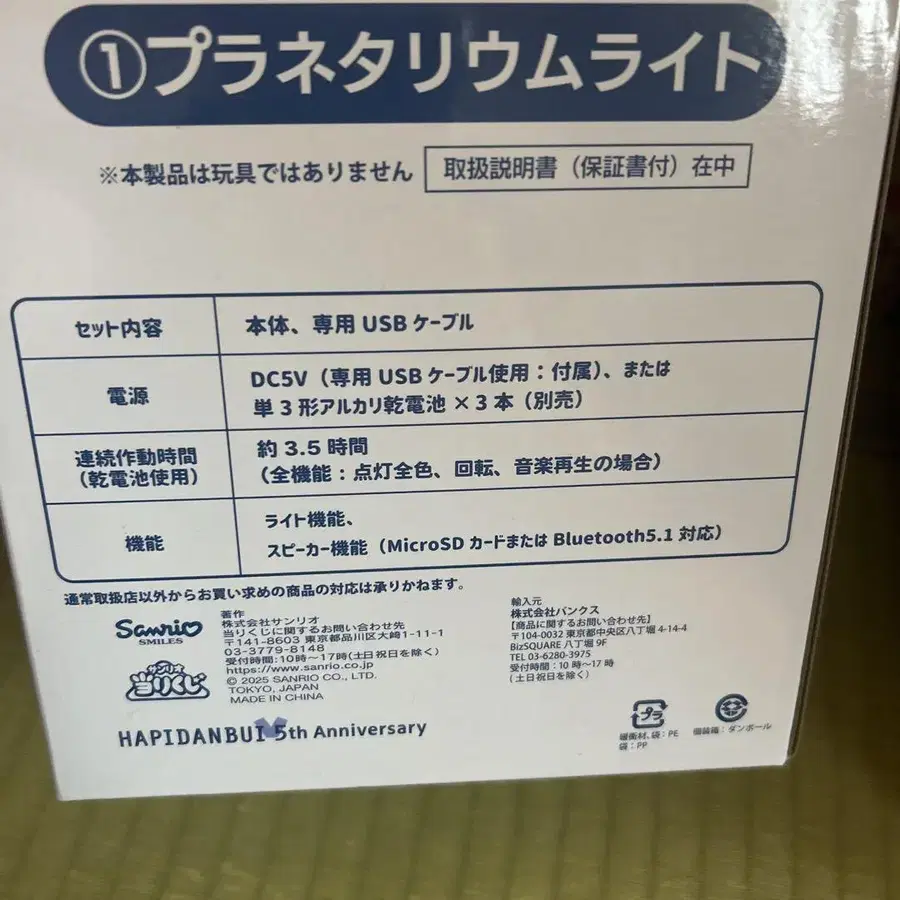 ①プラネタリウムライト
※本製品は玩具ではありません
取扱説明書（保証書付）在中
セット内容
本体、専用 USB ケーブル
電源
DC5V（専用 USB ケーブル使用：付属）、または
単３形アルカリ乾電池 × 3 本（別売）
連続作動時間
（乾電池使用）
約 3.5 時間
（全機能：点灯全色、回転、音楽再生の場合）
機能
ライト機能、
スピーカー機能（MicroSD カードまたは Bluetooth5.1 対応）
通常取扱店以外からお買い求めの商品の対応は承りかねます。
Sanrio
SMILES
サンリオ
当りくじ
著作
株式会社サンリオ
当りくじに関するお問い合わせ先
〒141-8603 東京都品川区大崎1-11-1
03-3779-8148
受付時間：10時〜17時（土日祝日を除く）
https://www.sanrio.co.jp
© 2025 SANRIO CO., LTD.
TOKYO, JAPAN
MADE IN CHINA
輸入元
株式会社バンクス
【商品に関するお問い合わせ先】
〒104-0032 東京都中央区八丁堀 4-14-4
BizSQUARE 八丁堀 9F
TEL 03-6280-3975
受付時間：10 時〜17 時
（土日祝日を除く）
HAPIDANBUI 5th Anniversary
プラ
緩衝材、袋：PE
袋：PP
個装箱：ダンボール